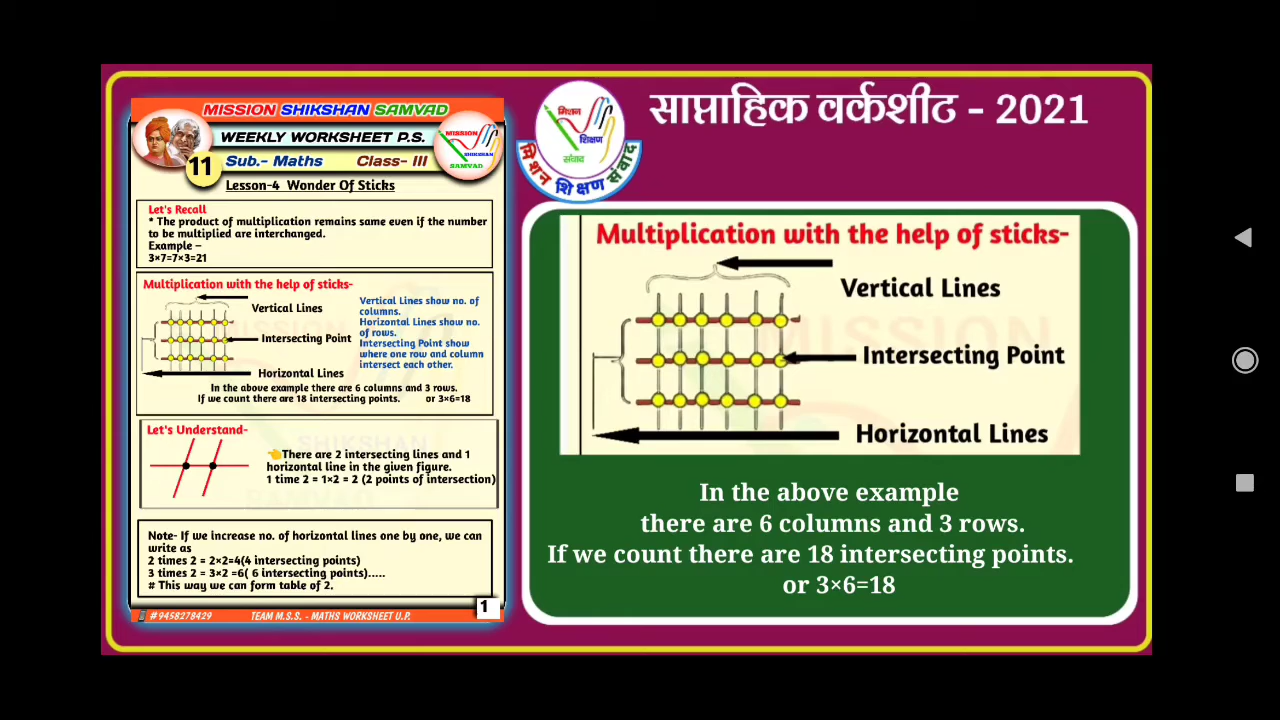 MISSION SHIKSHAN SAMVAD
WEEKLY WORKSHEET P.S.
11
Sub.- Maths Class- III
MISSION
SHIKSHAN
SAMVAD
Lesson-4 Wonder Of Sticks
Let's Recall
* The product of multiplication remains same even if the number
to be multiplied are interchanged.
Example –
3×7=7×3=21
Multiplication with the help of sticks-
Vertical Lines
Intersecting Point
Horizontal Lines
Vertical Lines show no. of
columns.
Horizontal Lines show no.
of rows.
Intersecting Point show
where one row and column
intersect each other.
In the above example there are 6 columns and 3 rows.
If we count there are 18 intersecting points. or 3×6=18
Let's Understand-
👈There are 2 intersecting lines and 1
horizontal line in the given figure.
1 time 2 = 1×2 = 2 (2 points of intersection)
Note- If we increase no. of horizontal lines one by one, we can
write as
2 times 2 = 2×2=4(4 intersecting points)
3 times 2 = 3×2 =6( 6 intersecting points).....
# This way we can form table of 2.
1
#9458278429 TEAM M.S.S. - MATHS WORKSHEET U.P.
MISSION
SHIKSHAN
SAMVAD
मिशन
शिक्षण
संवाद
मिशन शिक्षण संवाद
साप्ताहिक वर्कशीट - 2021
Multiplication with the help of sticks-
Vertical Lines
Intersecting Point
Horizontal Lines
MISSION
In the above example
there are 6 columns and 3 rows.
If we count there are 18 intersecting points.
or 3×6=18